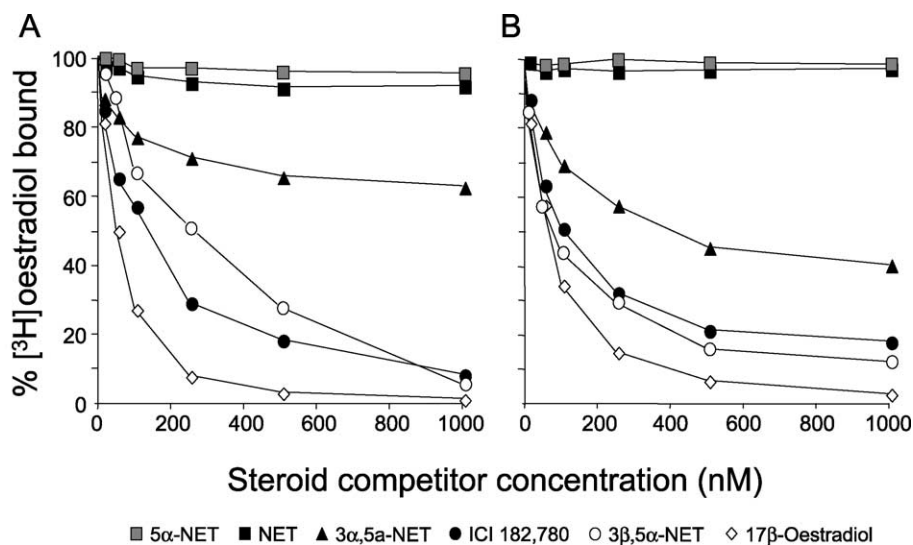 A
B
% [³H]oestradiol bound
100
80
60
40
20
0
0 200 400 600 800 1000
0 200 400 600 800 1000
Steroid competitor concentration (nM)
5α-NET NET 3α,5a-NET ICI 182,780 3β,5α-NET 17β-Oestradiol